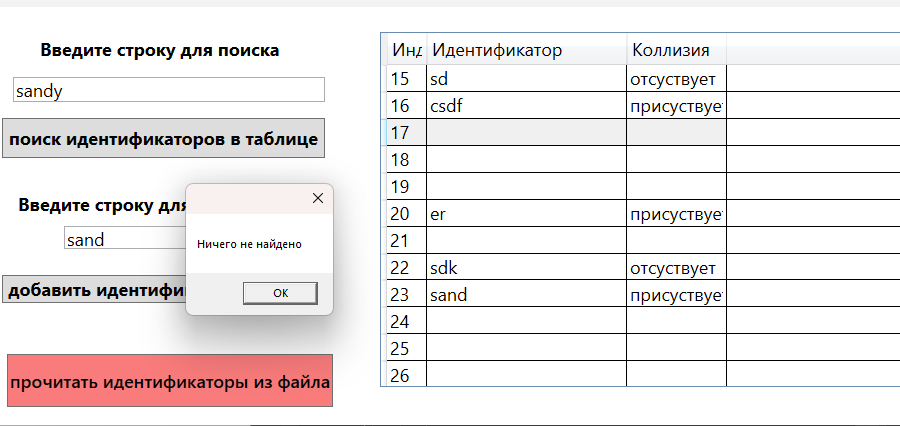 Введите строку для поиска
sandy
поиск идентификаторов в таблице
Введите строку для
sand
добавить идентифи
прочитать идентификаторы из файла
Ничего не найдено
OK
Инд Идентификатор Коллизия
15 sd отсуствует
16 csdf присуствуе
17
18
19
20 er присуствуе
21
22 sdk отсуствует
23 sand присуствуе
24
25
26